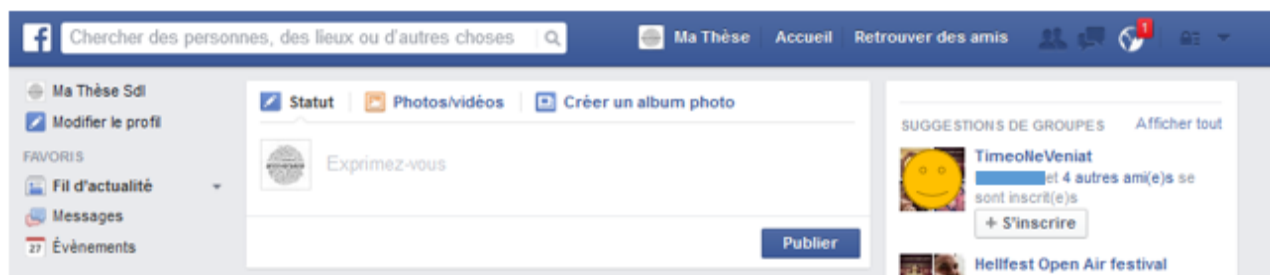 f
Chercher des personnes, des lieux ou d'autres choses
Ma Thèse Accueil Retrouver des amis 1
Ma Thèse Sdl
Modifier le profil
FAVORIS
Fil d'actualité
Messages
27 Évènements
Statut Photos/vidéos Créer un album photo
Exprimez-vous
Publier
SUGGESTIONS DE GROUPES Afficher tout
TimeoNeVeniat
et 4 autres ami(e)s se
sont inscrit(e)s
+ S'inscrire
Hellfest Open Air festival